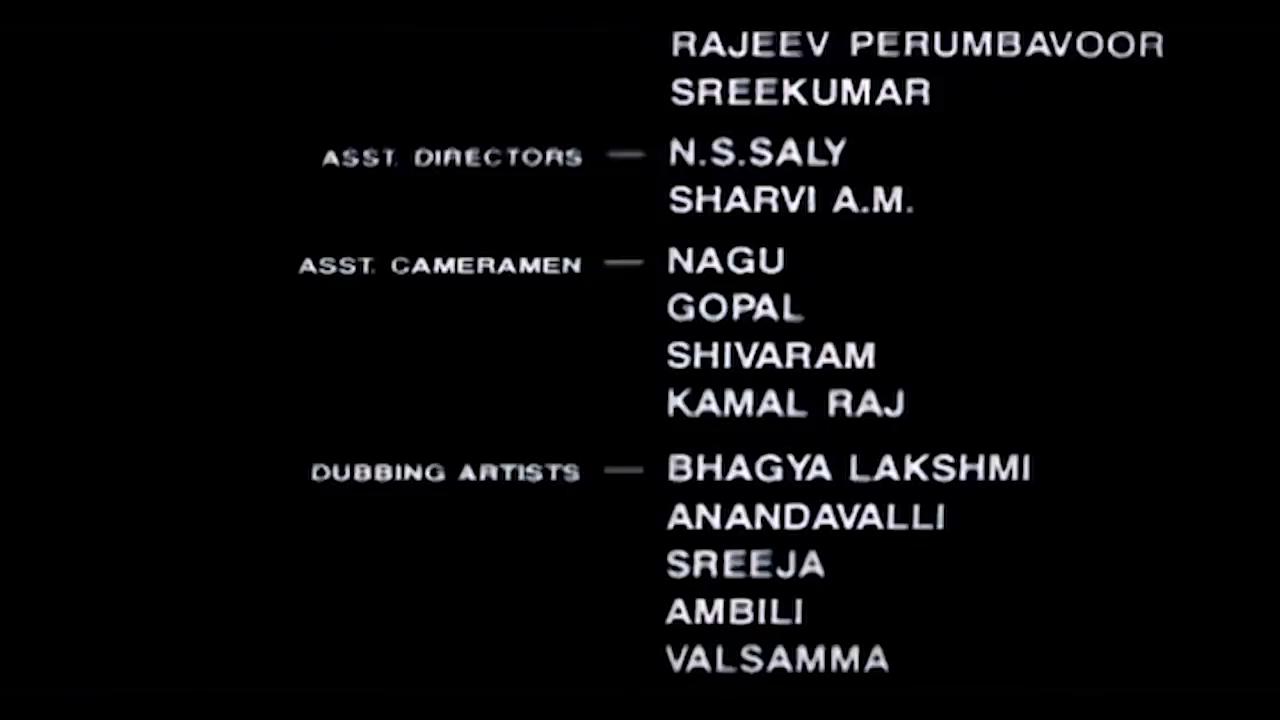 RAJEEV PERUMBAVOOR
SREEKUMAR
ASST. DIRECTORS — N.S.SALY
SHARVI A.M.
ASST. CAMERAMEN — NAGU
GOPAL
SHIVARAM
KAMAL RAJ
DUBBING ARTISTS — BHAGYA LAKSHMI
ANANDAVALLI
SREEJA
AMBILI
VALSAMMA